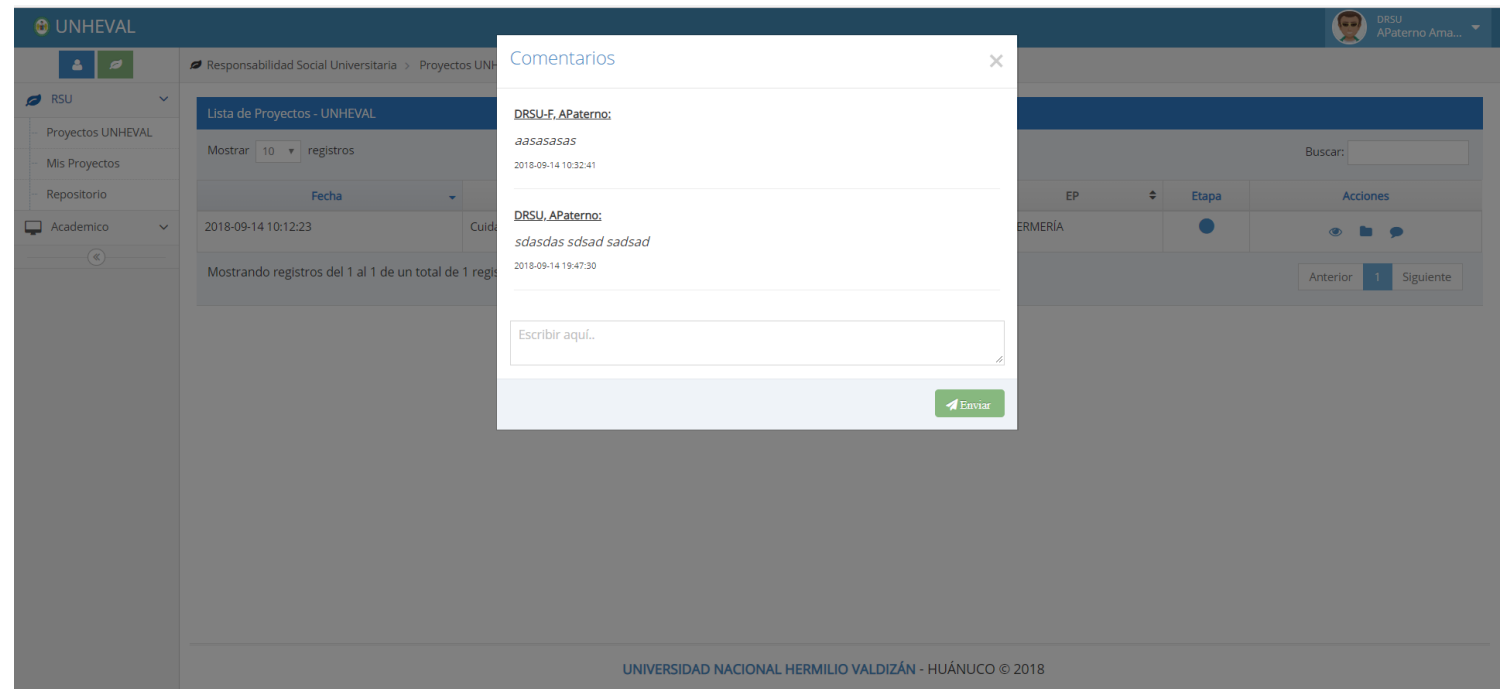 UNHEVAL
DRSU
APaterno Ama...
Responsabilidad Social Universitaria > Proyectos UNH
RSU
Proyectos UNHEVAL
Mis Proyectos
Repositorio
Academico
Lista de Proyectos - UNHEVAL
Mostrar 10 registros
Buscar:
Fecha
EP
Etapa
Acciones
2018-09-14 10:12:23
Cuida
ERMERÍA
Mostrando registros del 1 al 1 de un total de 1 regis
Anterior 1 Siguiente
Comentarios
DRSU-F, APaterno:
aasasasas
2018-09-14 10:32:41
DRSU, APaterno:
sdasdas sdsad sadsad
2018-09-14 19:47:30
Escribir aquí..
Enviar
UNIVERSIDAD NACIONAL HERMILIO VALDIZÁN - HUÁNUCO © 2018